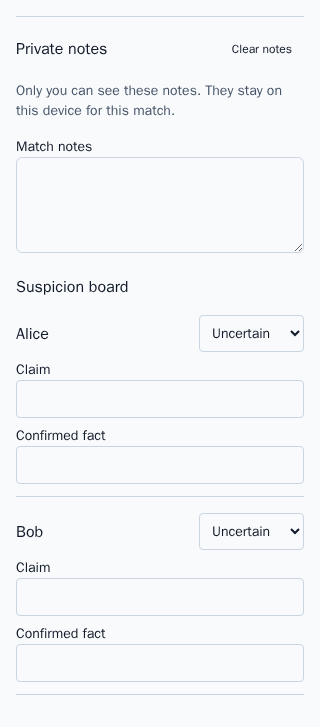 Private notes
Clear notes
Only you can see these notes. They stay on
this device for this match.
Match notes
Suspicion board
Alice
Uncertain
Claim
Confirmed fact
Bob
Uncertain
Claim
Confirmed fact